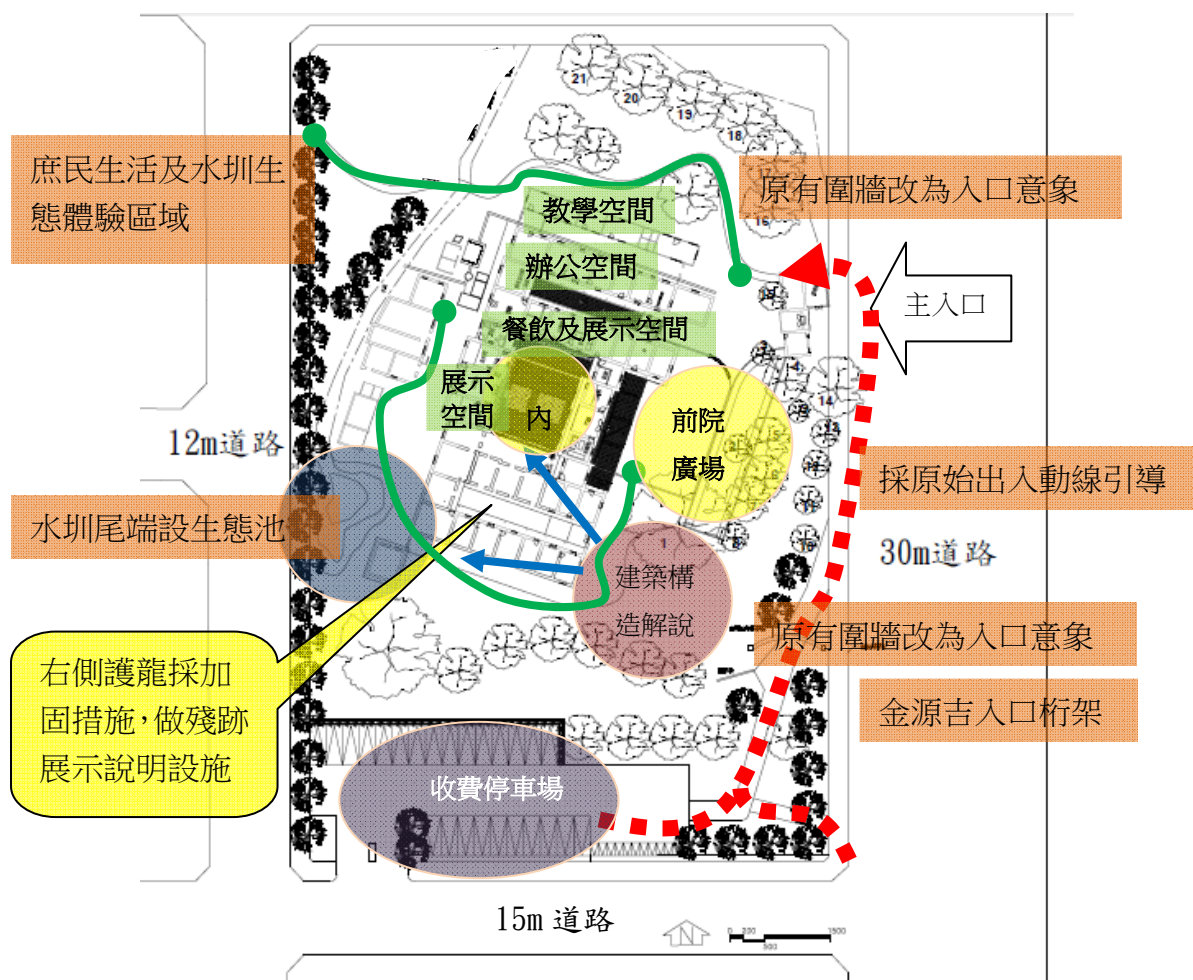 21
20
19
18
庶民生活及水圳生
態體驗區域
原有圍牆改為入口意象
16
教學空間
辦公空間
主入口
餐飲及展示空間
展示
空間
內
前院
廣場
14
12m道路
採原始出入動線引導
水圳尾端設生態池
30m道路
1
建築構
造解說
原有圍牆改為入口意象
右側護龍採加
固措施，做殘跡
展示說明設施
金源吉入口桁架
收費停車場
15m 道路
N
0 200 1500
500